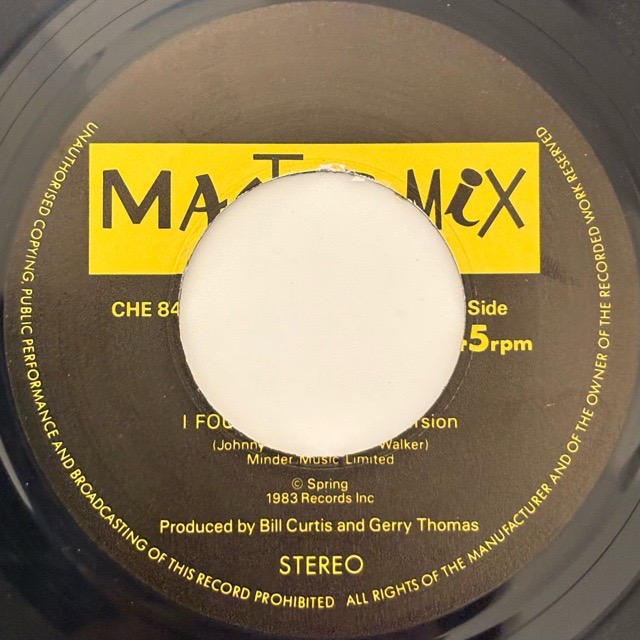 MiX
CHE 84
Side
5rpm
I FOU
(Johnny Walker)
Minder Music Limited
© Spring
1983 Records Inc
Produced by Bill Curtis and Gerry Thomas
STEREO
UNAUTHORISED COPYING, PUBLIC PERFORMANCE AND BROADCASTING OF THIS RECORD PROHIBITED ALL RIGHTS OF THE MANUFACTURER AND OF THE OWNER OF THE RECORDED WORK RESERVED